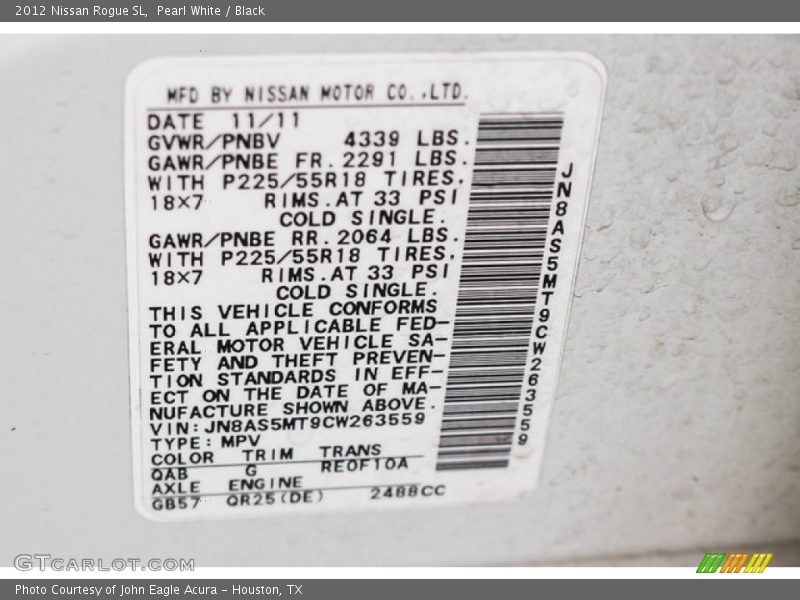 2012 Nissan Rogue SL,  Pearl White / Black
MFD BY NISSAN MOTOR CO.,LTD.
DATE 11/11
GVWR/PNBV 4339 LBS.
GAWR/PNBE FR. 2291 LBS.
WITH P225/55R18 TIRES,
18×7 RIMS.AT 33 PSI
COLD SINGLE.
GAWR/PNBE RR. 2064 LBS.
WITH P225/55R18 TIRES,
18×7 RIMS.AT 33 PSI
COLD SINGLE.
THIS VEHICLE CONFORMS
TO ALL APPLICABLE FED-
ERAL MOTOR VEHICLE SA-
FETY AND THEFT PREVEN-
TION STANDARDS IN EFF-
ECT ON THE DATE OF MA-
NUFACTURE SHOWN ABOVE.
VIN:JN8AS5MT9CW263559
TYPE:MPV
COLOR TRIM TRANS
QAB G RE0F10A
AXLE ENGINE
GB57 QR25(DE) 2488CC
JN8AS5MT9CW263559
GTcarlot.com
Photo Courtesy of John Eagle Acura – Houston, TX